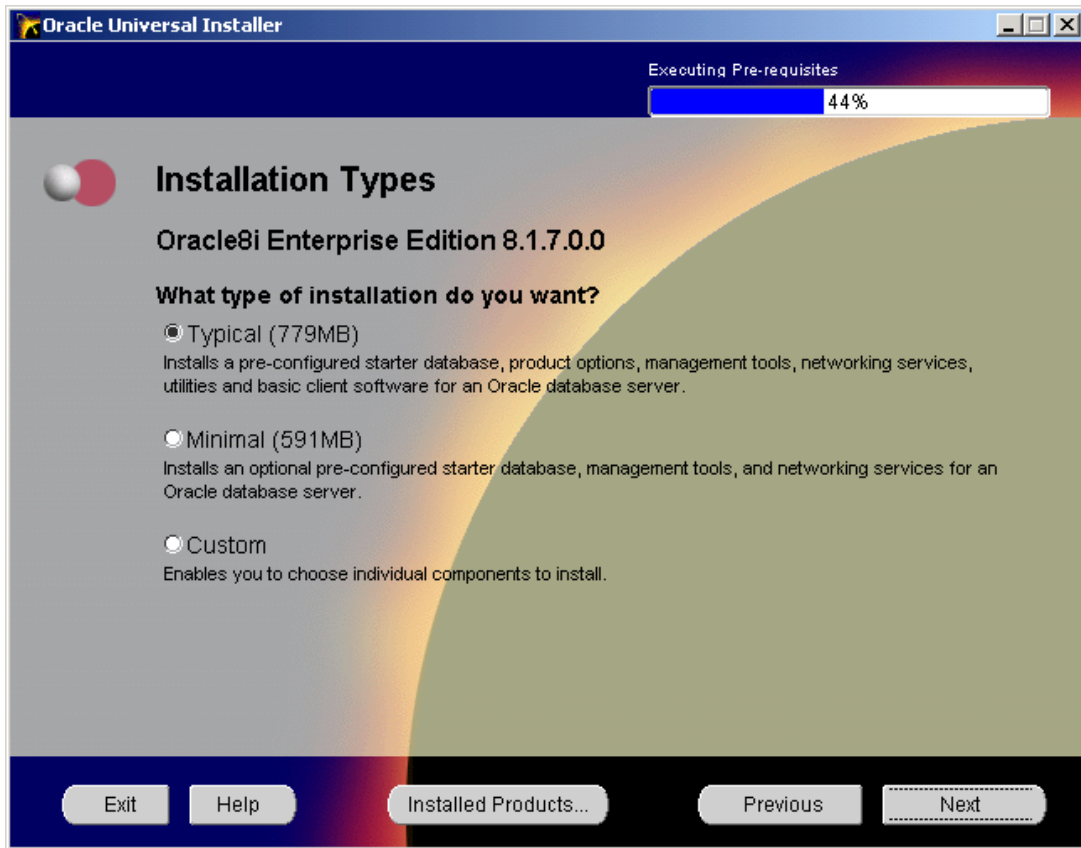 Oracle Universal Installer
Executing Pre-requisites
44%
Installation Types
Oracle8i Enterprise Edition 8.1.7.0.0
What type of installation do you want?
Typical (779MB)
Installs a pre-configured starter database, product options, management tools, networking services,
utilities and basic client software for an Oracle database server.
Minimal (591MB)
Installs an optional pre-configured starter database, management tools, and networking services for an
Oracle database server.
Custom
Enables you to choose individual components to install.
Exit Help Installed Products... Previous Next